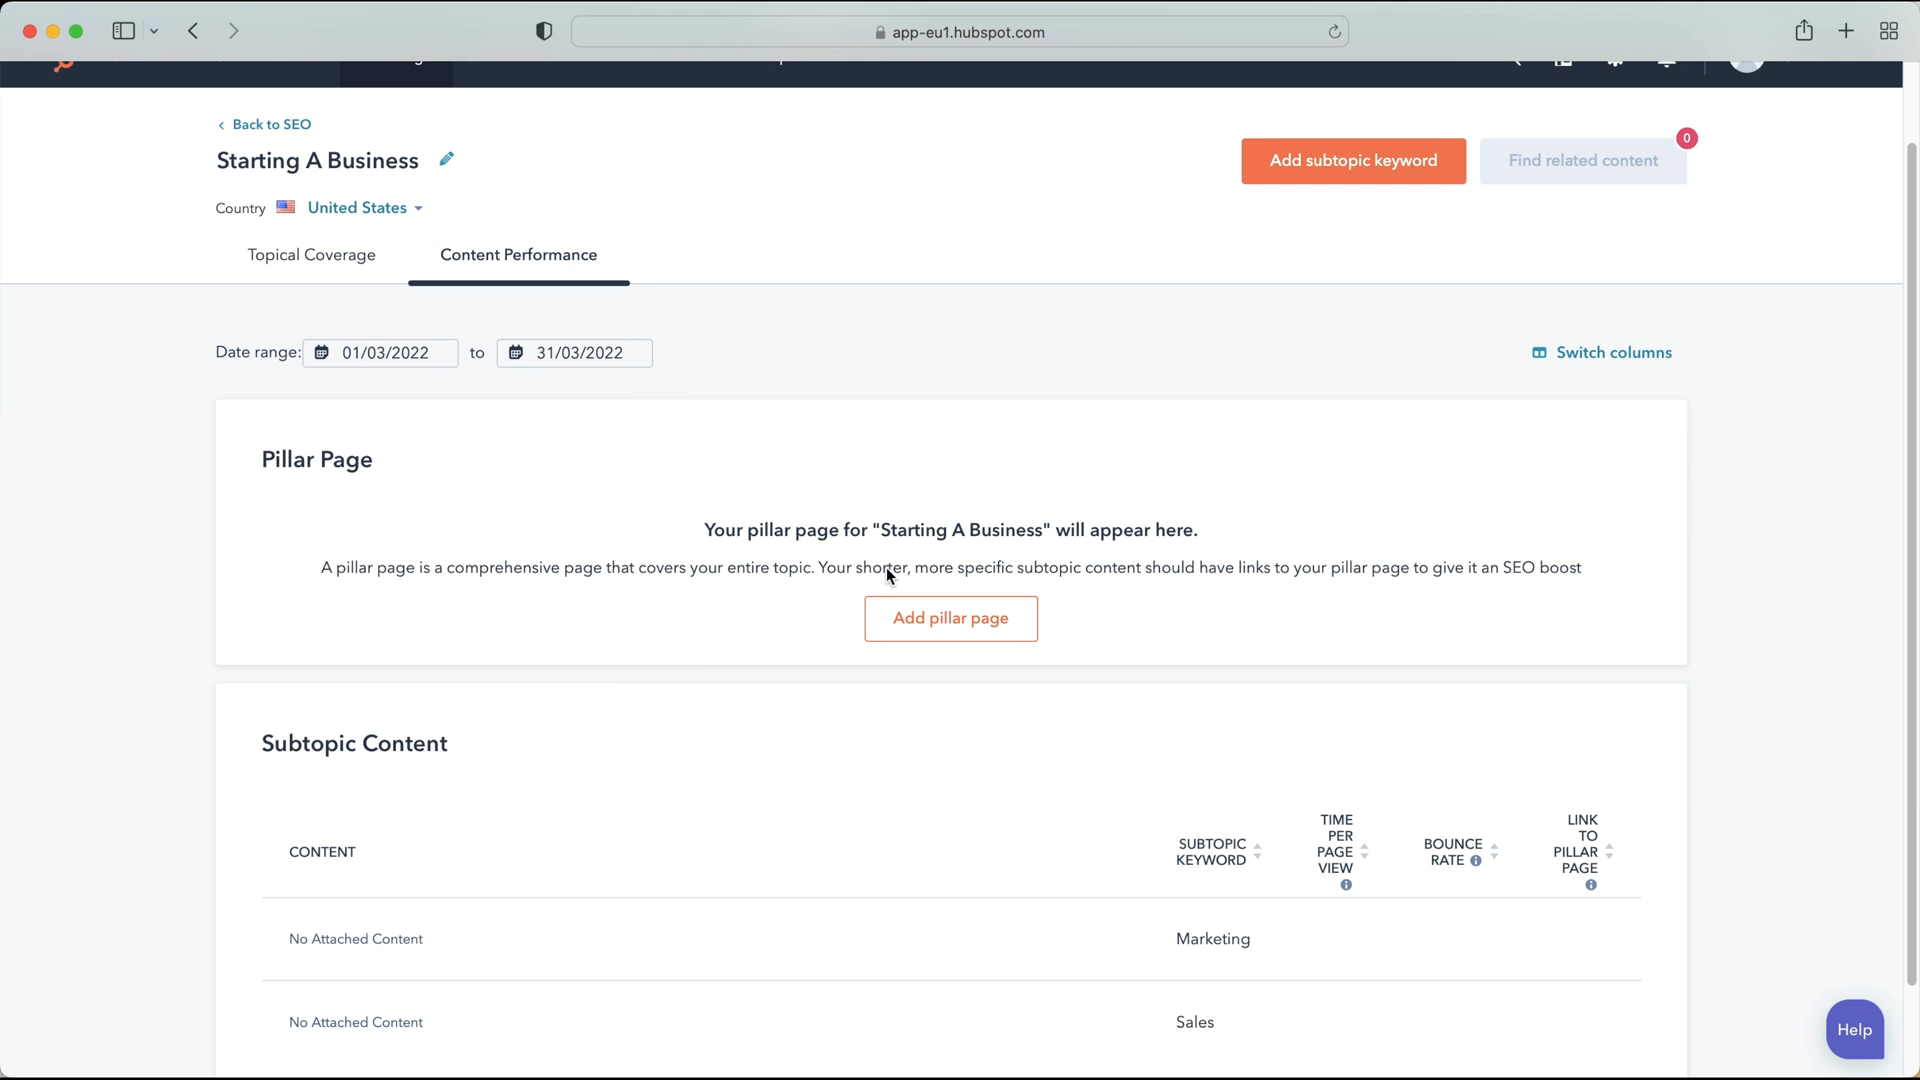 app-eu1.hubspot.com
Back to SEO
Starting A Business
Add subtopic keyword
Find related content
0
Country United States
Topical Coverage
Content Performance
Date range: 01/03/2022 to 31/03/2022
Switch columns
Pillar Page
Your pillar page for "Starting A Business" will appear here.
A pillar page is a comprehensive page that covers your entire topic. Your shorter, more specific subtopic content should have links to your pillar page to give it an SEO boost
Add pillar page
Subtopic Content
CONTENT
SUBTOPIC
KEYWORD
TIME
PER
PAGE
VIEW
BOUNCE
RATE
LINK
TO
PILLAR
PAGE
No Attached Content
Marketing
No Attached Content
Sales
Help